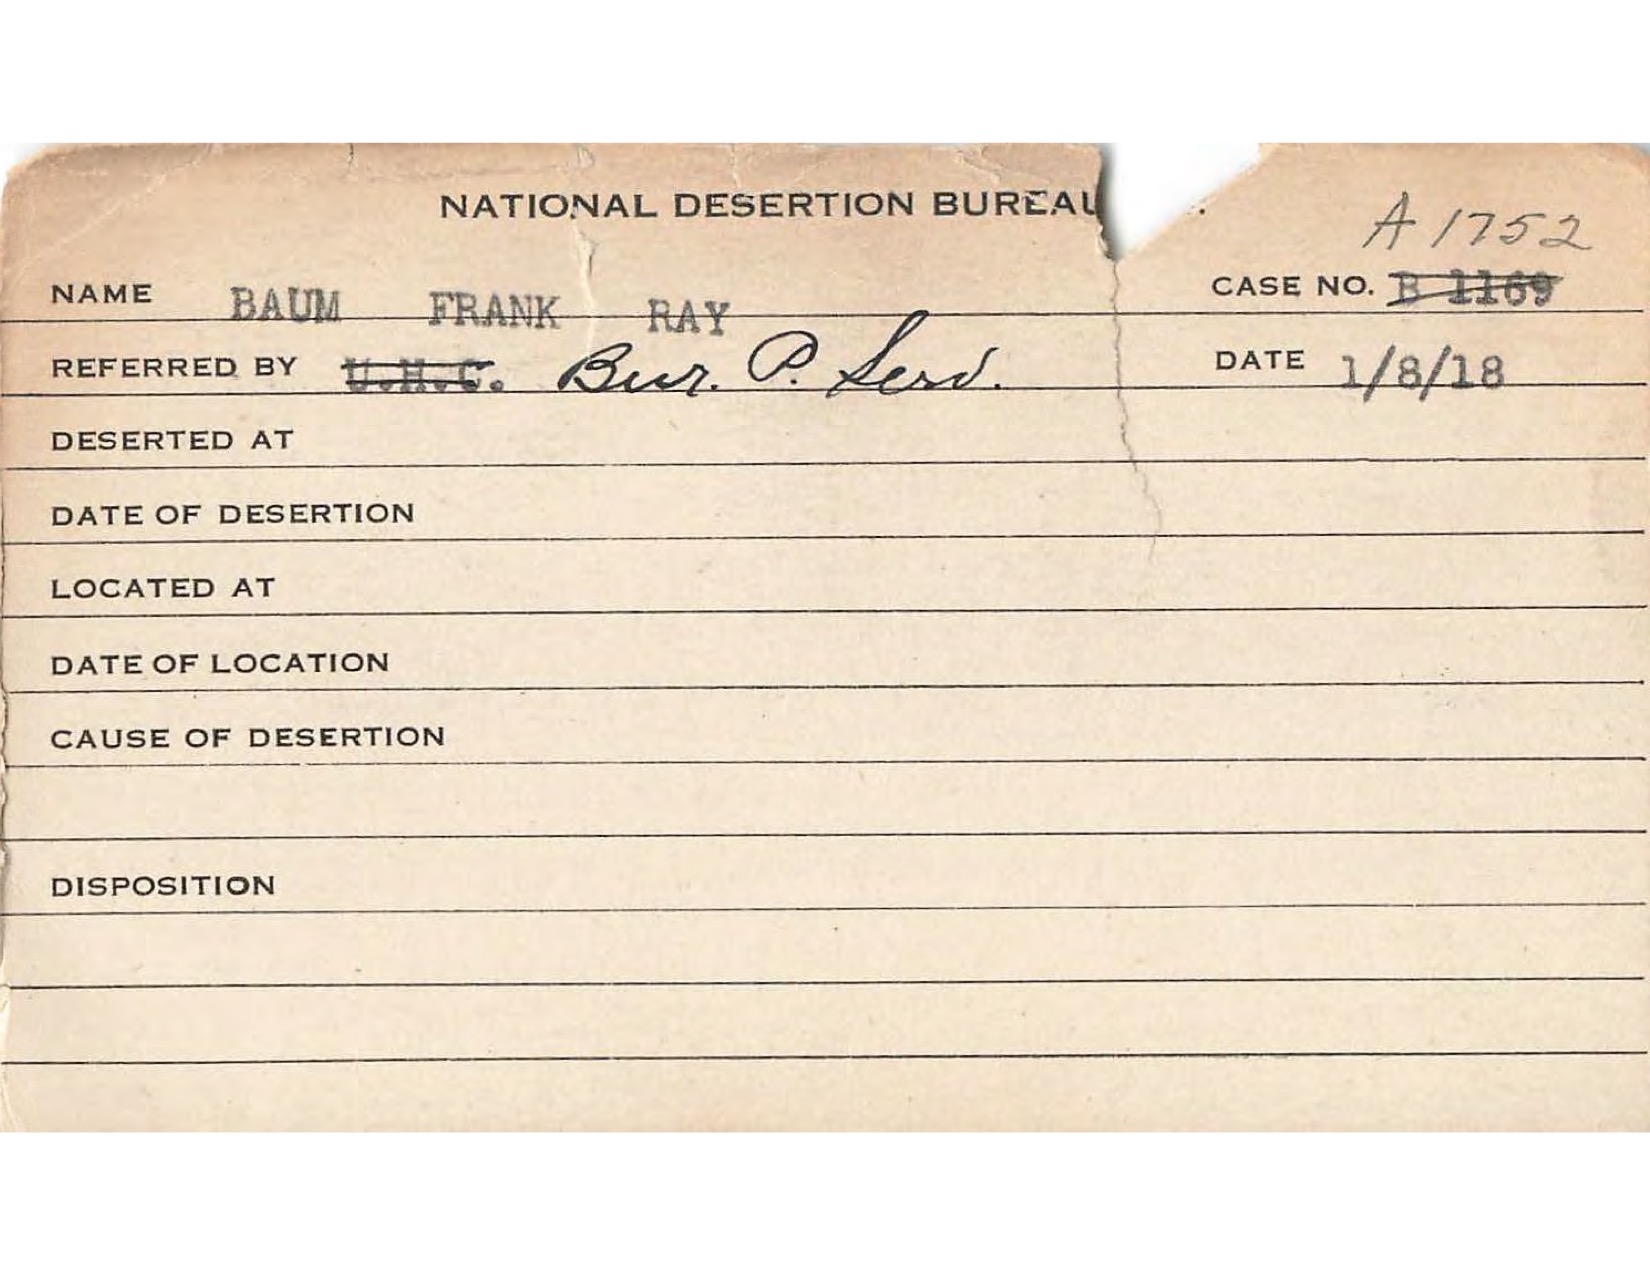 NATIONAL DESERTION BUREAU
A 1752
NAME BAUM FRANK RAY CASE NO. B 1169
REFERRED BY U.H.C. Bur. P. Serv. DATE 1/8/18
DESERTED AT
DATE OF DESERTION
LOCATED AT
DATE OF LOCATION
CAUSE OF DESERTION
DISPOSITION